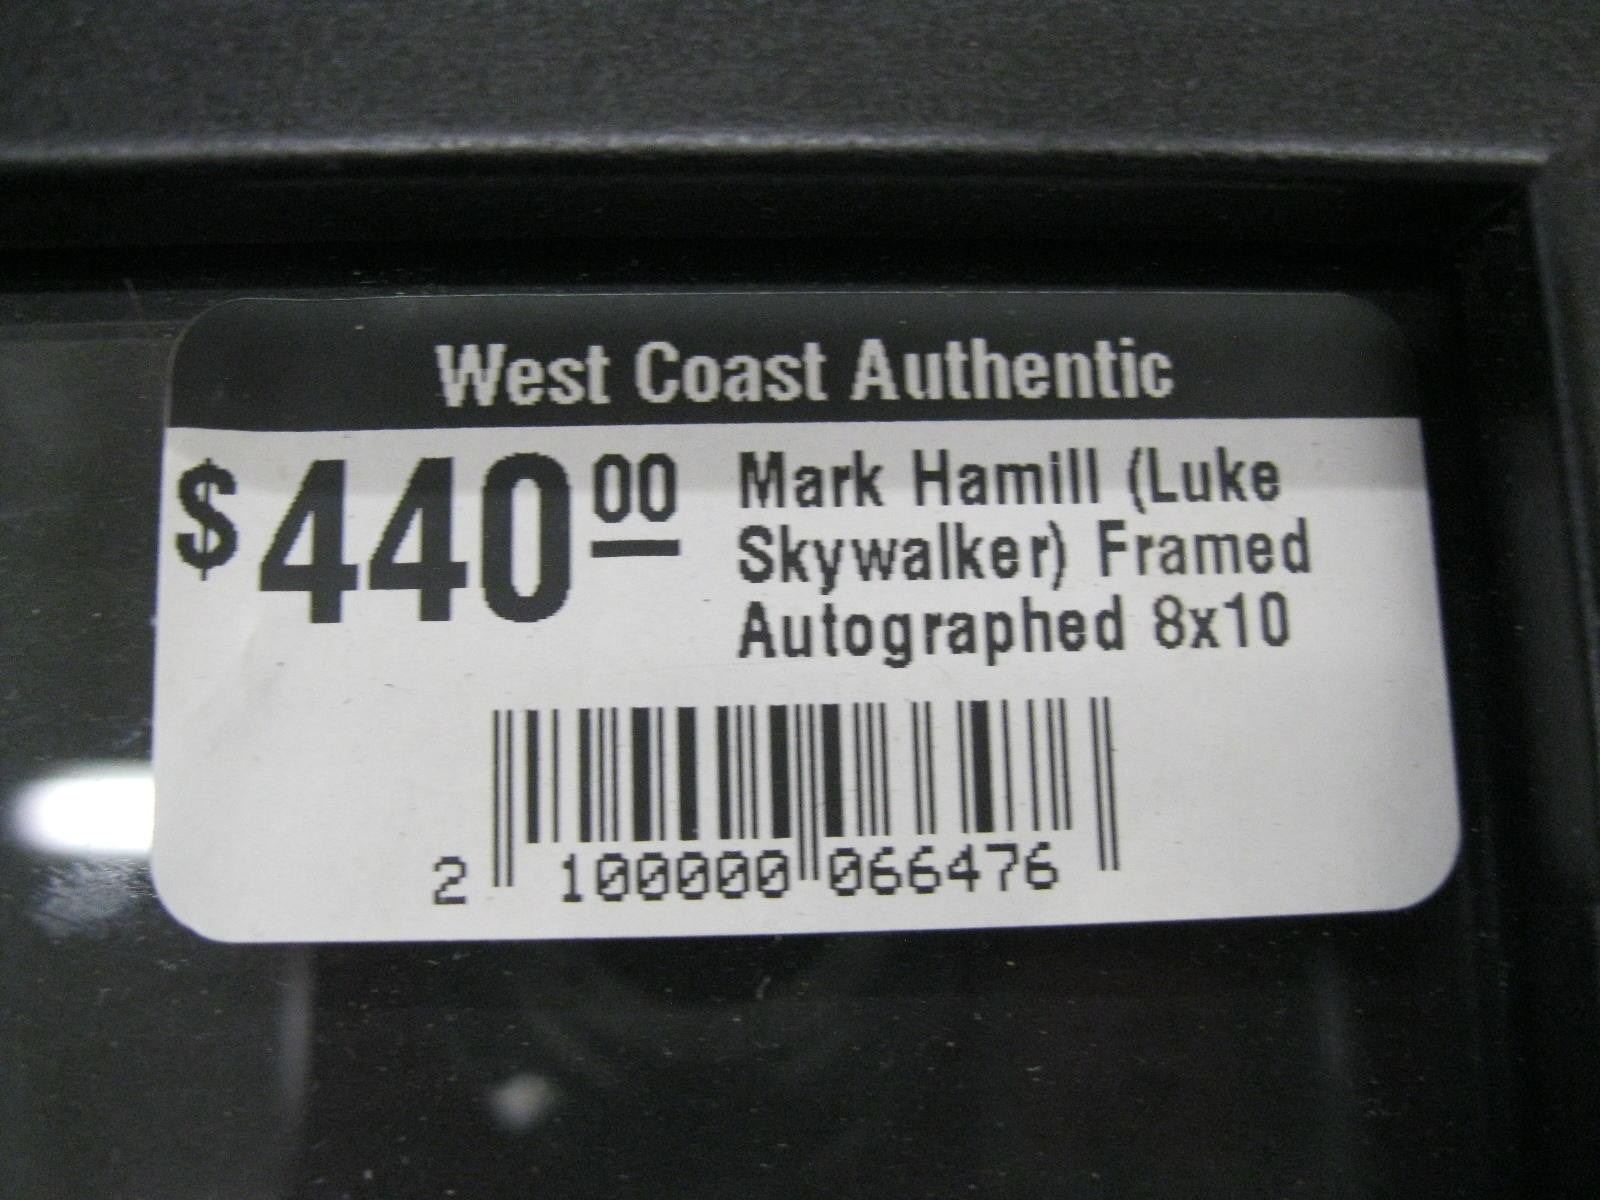 West Coast Authentic
$440.00
Mark Hamill (Luke
Skywalker) Framed
Autographed 8x10
2 100000 066476